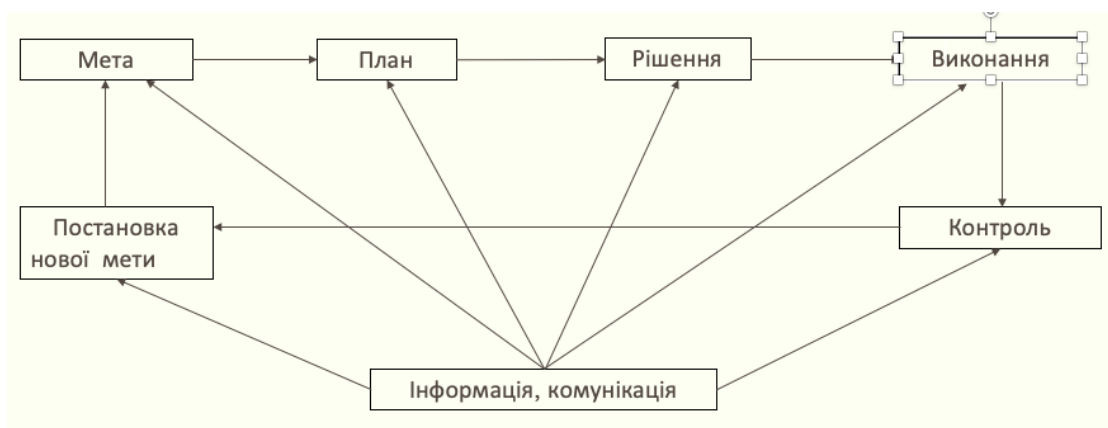 Мета
План
Рішення
Виконання
Постановка
нової мети
Контроль
Інформація, комунікація